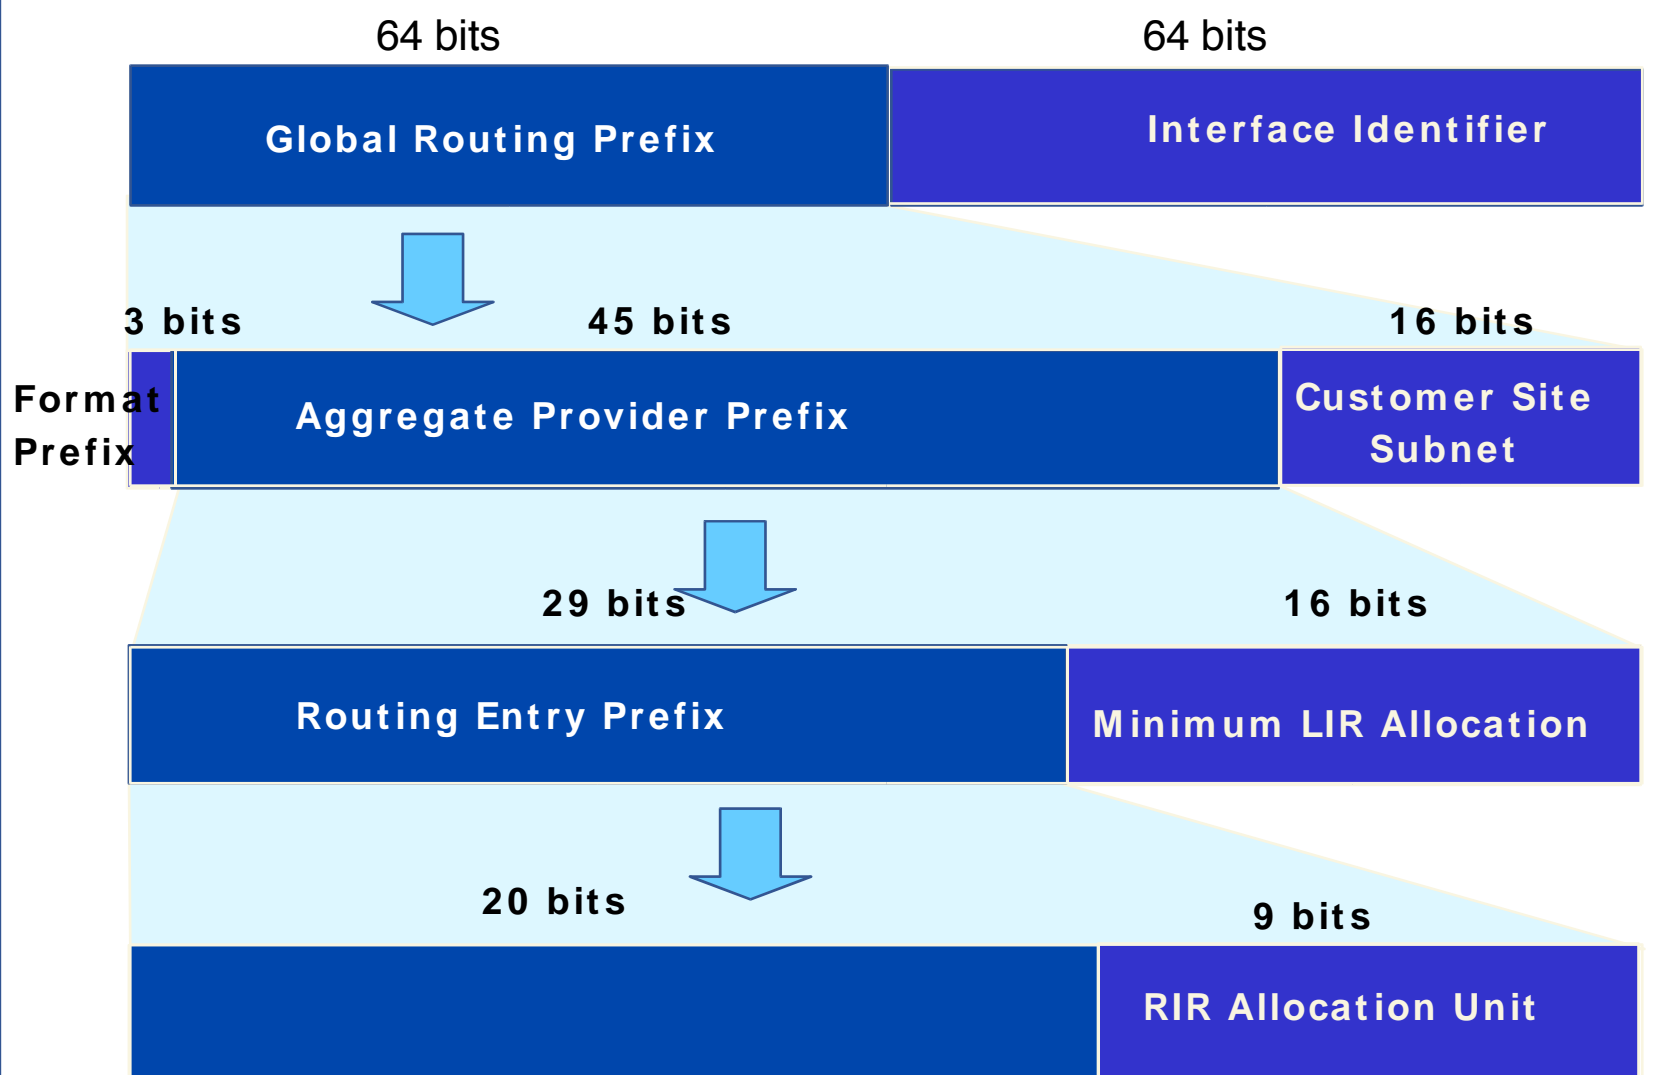 64 bits
64 bits
Global Routing Prefix
Interface Identifier
3 bits
45 bits
16 bits
Format
Prefix
Aggregate Provider Prefix
Customer Site
Subnet
29 bits
16 bits
Routing Entry Prefix
Minimum LIR Allocation
20 bits
9 bits
RIR Allocation Unit